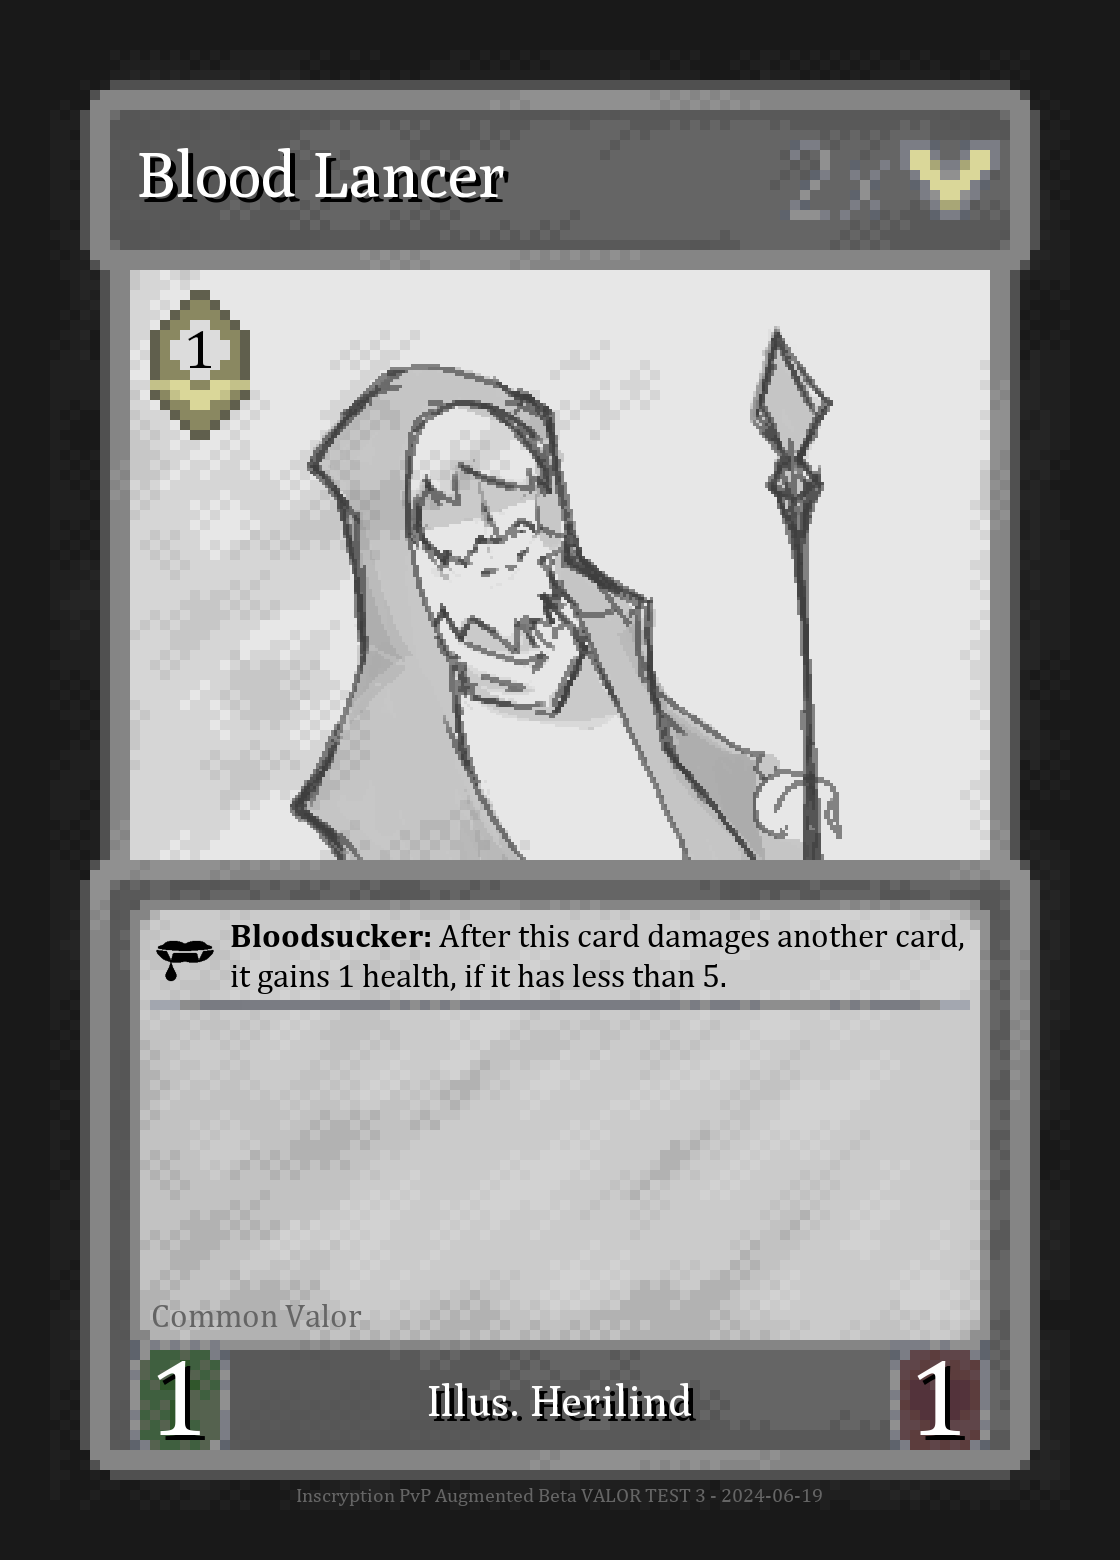 Blood Lancer 2x
1
Bloodsucker: After this card damages another card,
it gains 1 health, if it has less than 5.
Common Valor
1 Illus. Herilind 1
Inscryption PvP Augmented Beta VALOR TEST 3 - 2024-06-19